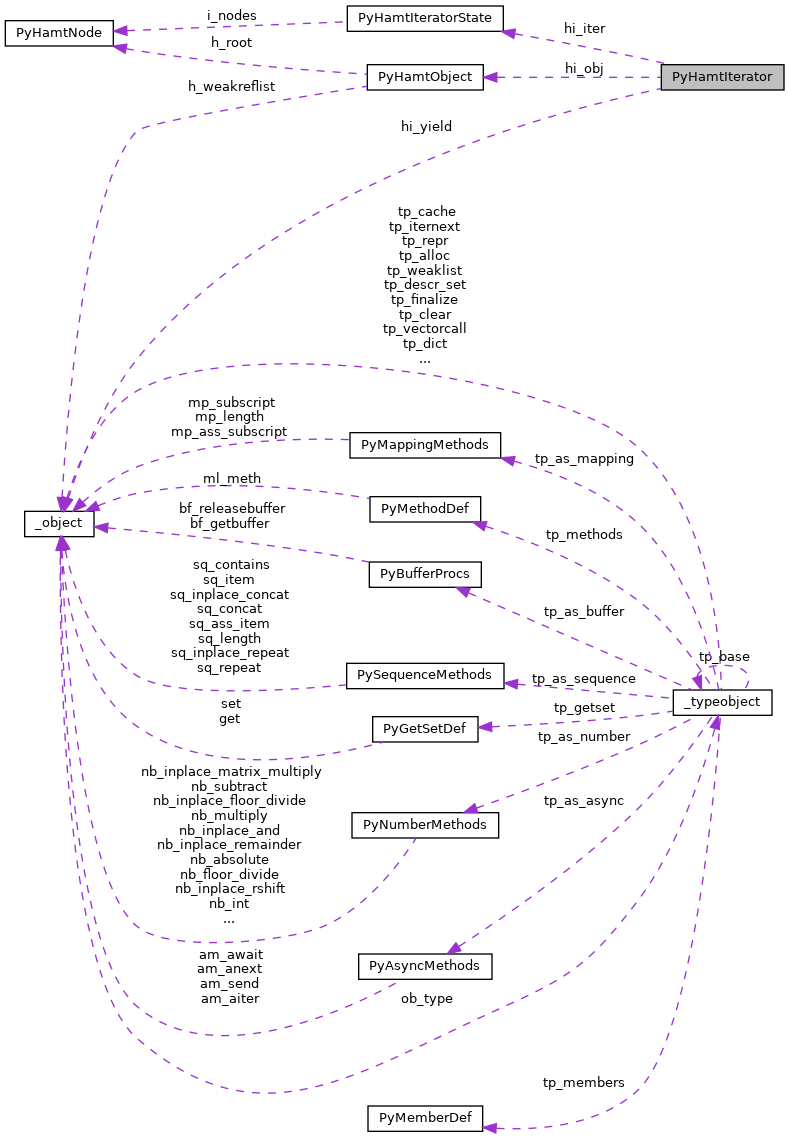 i_nodes
PyHamtIteratorState
PyHamtNode
hi_iter
h_root
hi_obj
PyHamtObject
PyHamtIterator
h_weakreflist
hi_yield
tp_cache
tp_iternext
tp_repr
tp_alloc
tp_weaklist
tp_descr_set
tp_finalize
tp_clear
tp_vectorcall
tp_dict
...
mp_subscript
mp_length
mp_ass_subscript
PyMappingMethods
tp_as_mapping
ml_meth
PyMethodDef
bf_releasebuffer
bf_getbuffer
_object
tp_methods
PyBufferProcs
sq_contains
sq_item
sq_inplace_concat
sq_concat
sq_ass_item
sq_length
sq_inplace_repeat
sq_repeat
tp_as_buffer
tp_base
PySequenceMethods
tp_as_sequence
_typeobject
set
get
tp_getset
PyGetSetDef
tp_as_number
nb_inplace_matrix_multiply
nb_subtract
nb_inplace_floor_divide
nb_multiply
nb_inplace_and
nb_inplace_remainder
nb_absolute
nb_floor_divide
nb_inplace_rshift
nb_int
...
tp_as_async
PyNumberMethods
am_await
am_anext
am_send
am_aiter
PyAsyncMethods
ob_type
tp_members
PyMemberDef